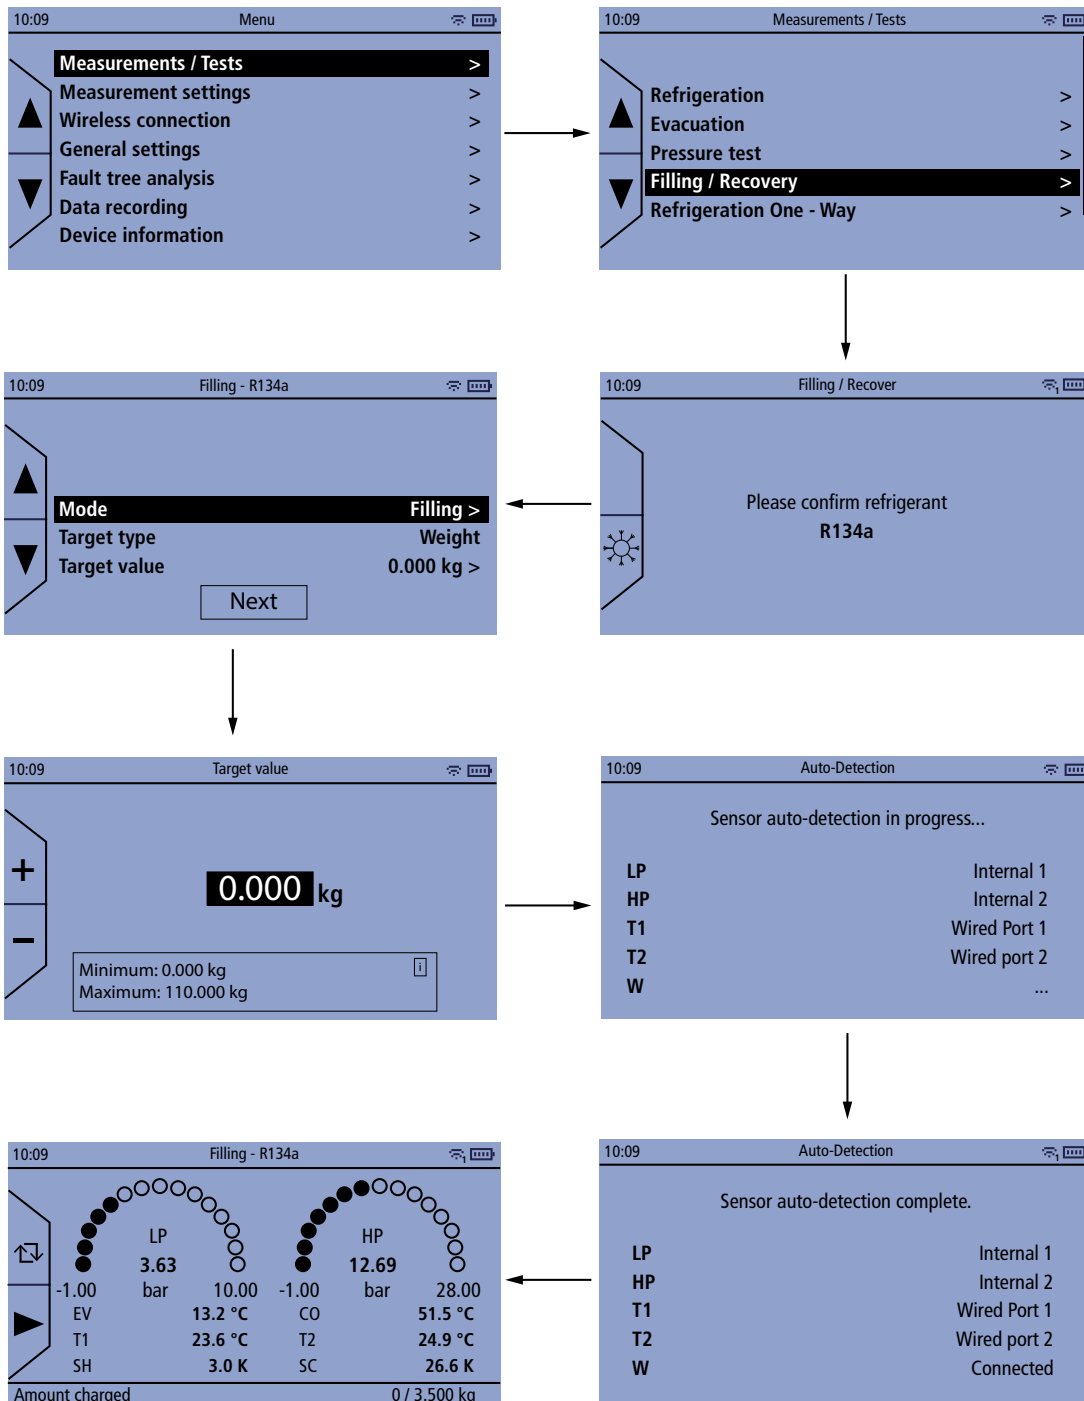 10:09 Menu
Measurements / Tests >
Measurement settings >
Wireless connection >
General settings >
Fault tree analysis >
Data recording >
Device information >
10:09 Measurements / Tests
Refrigeration >
Evacuation >
Pressure test >
Filling / Recovery >
Refrigeration One - Way >
10:09 Filling / Recover 1
Please confirm refrigerant
R134a
10:09 Filling - R134a
Mode Filling >
Target type Weight
Target value 0.000 kg >
Next
10:09 Target value
+
0.000 kg
–
Minimum: 0.000 kg i
Maximum: 110.000 kg
10:09 Auto-Detection
Sensor auto-detection in progress...
LP Internal 1
HP Internal 2
T1 Wired Port 1
T2 Wired port 2
W ...
10:09 Auto-Detection 1
Sensor auto-detection complete.
LP Internal 1
HP Internal 2
T1 Wired Port 1
T2 Wired port 2
W Connected
10:09 Filling - R134a 1
LP HP
3.63 12.69
-1.00 bar 10.00 -1.00 bar 28.00
EV 13.2 °C CO 51.5 °C
T1 23.6 °C T2 24.9 °C
SH 3.0 K SC 26.6 K
Amount charged 0 / 3.500 kg